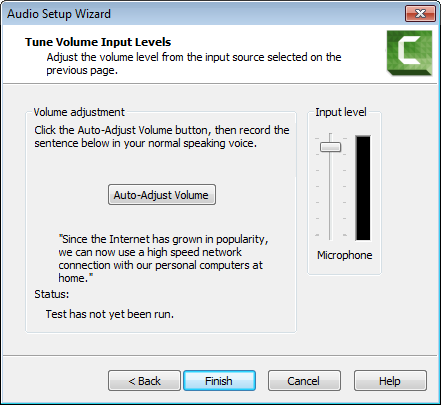 Audio Setup Wizard
Tune Volume Input Levels
Adjust the volume level from the input source selected on the
previous page.
Volume adjustment
Click the Auto-Adjust Volume button, then record the
sentence below in your normal speaking voice.
Auto-Adjust Volume
"Since the Internet has grown in popularity,
we can now use a high speed network
connection with our personal computers at
home."
Status:
Test has not yet been run.
Input level
Microphone
< Back
Finish
Cancel
Help